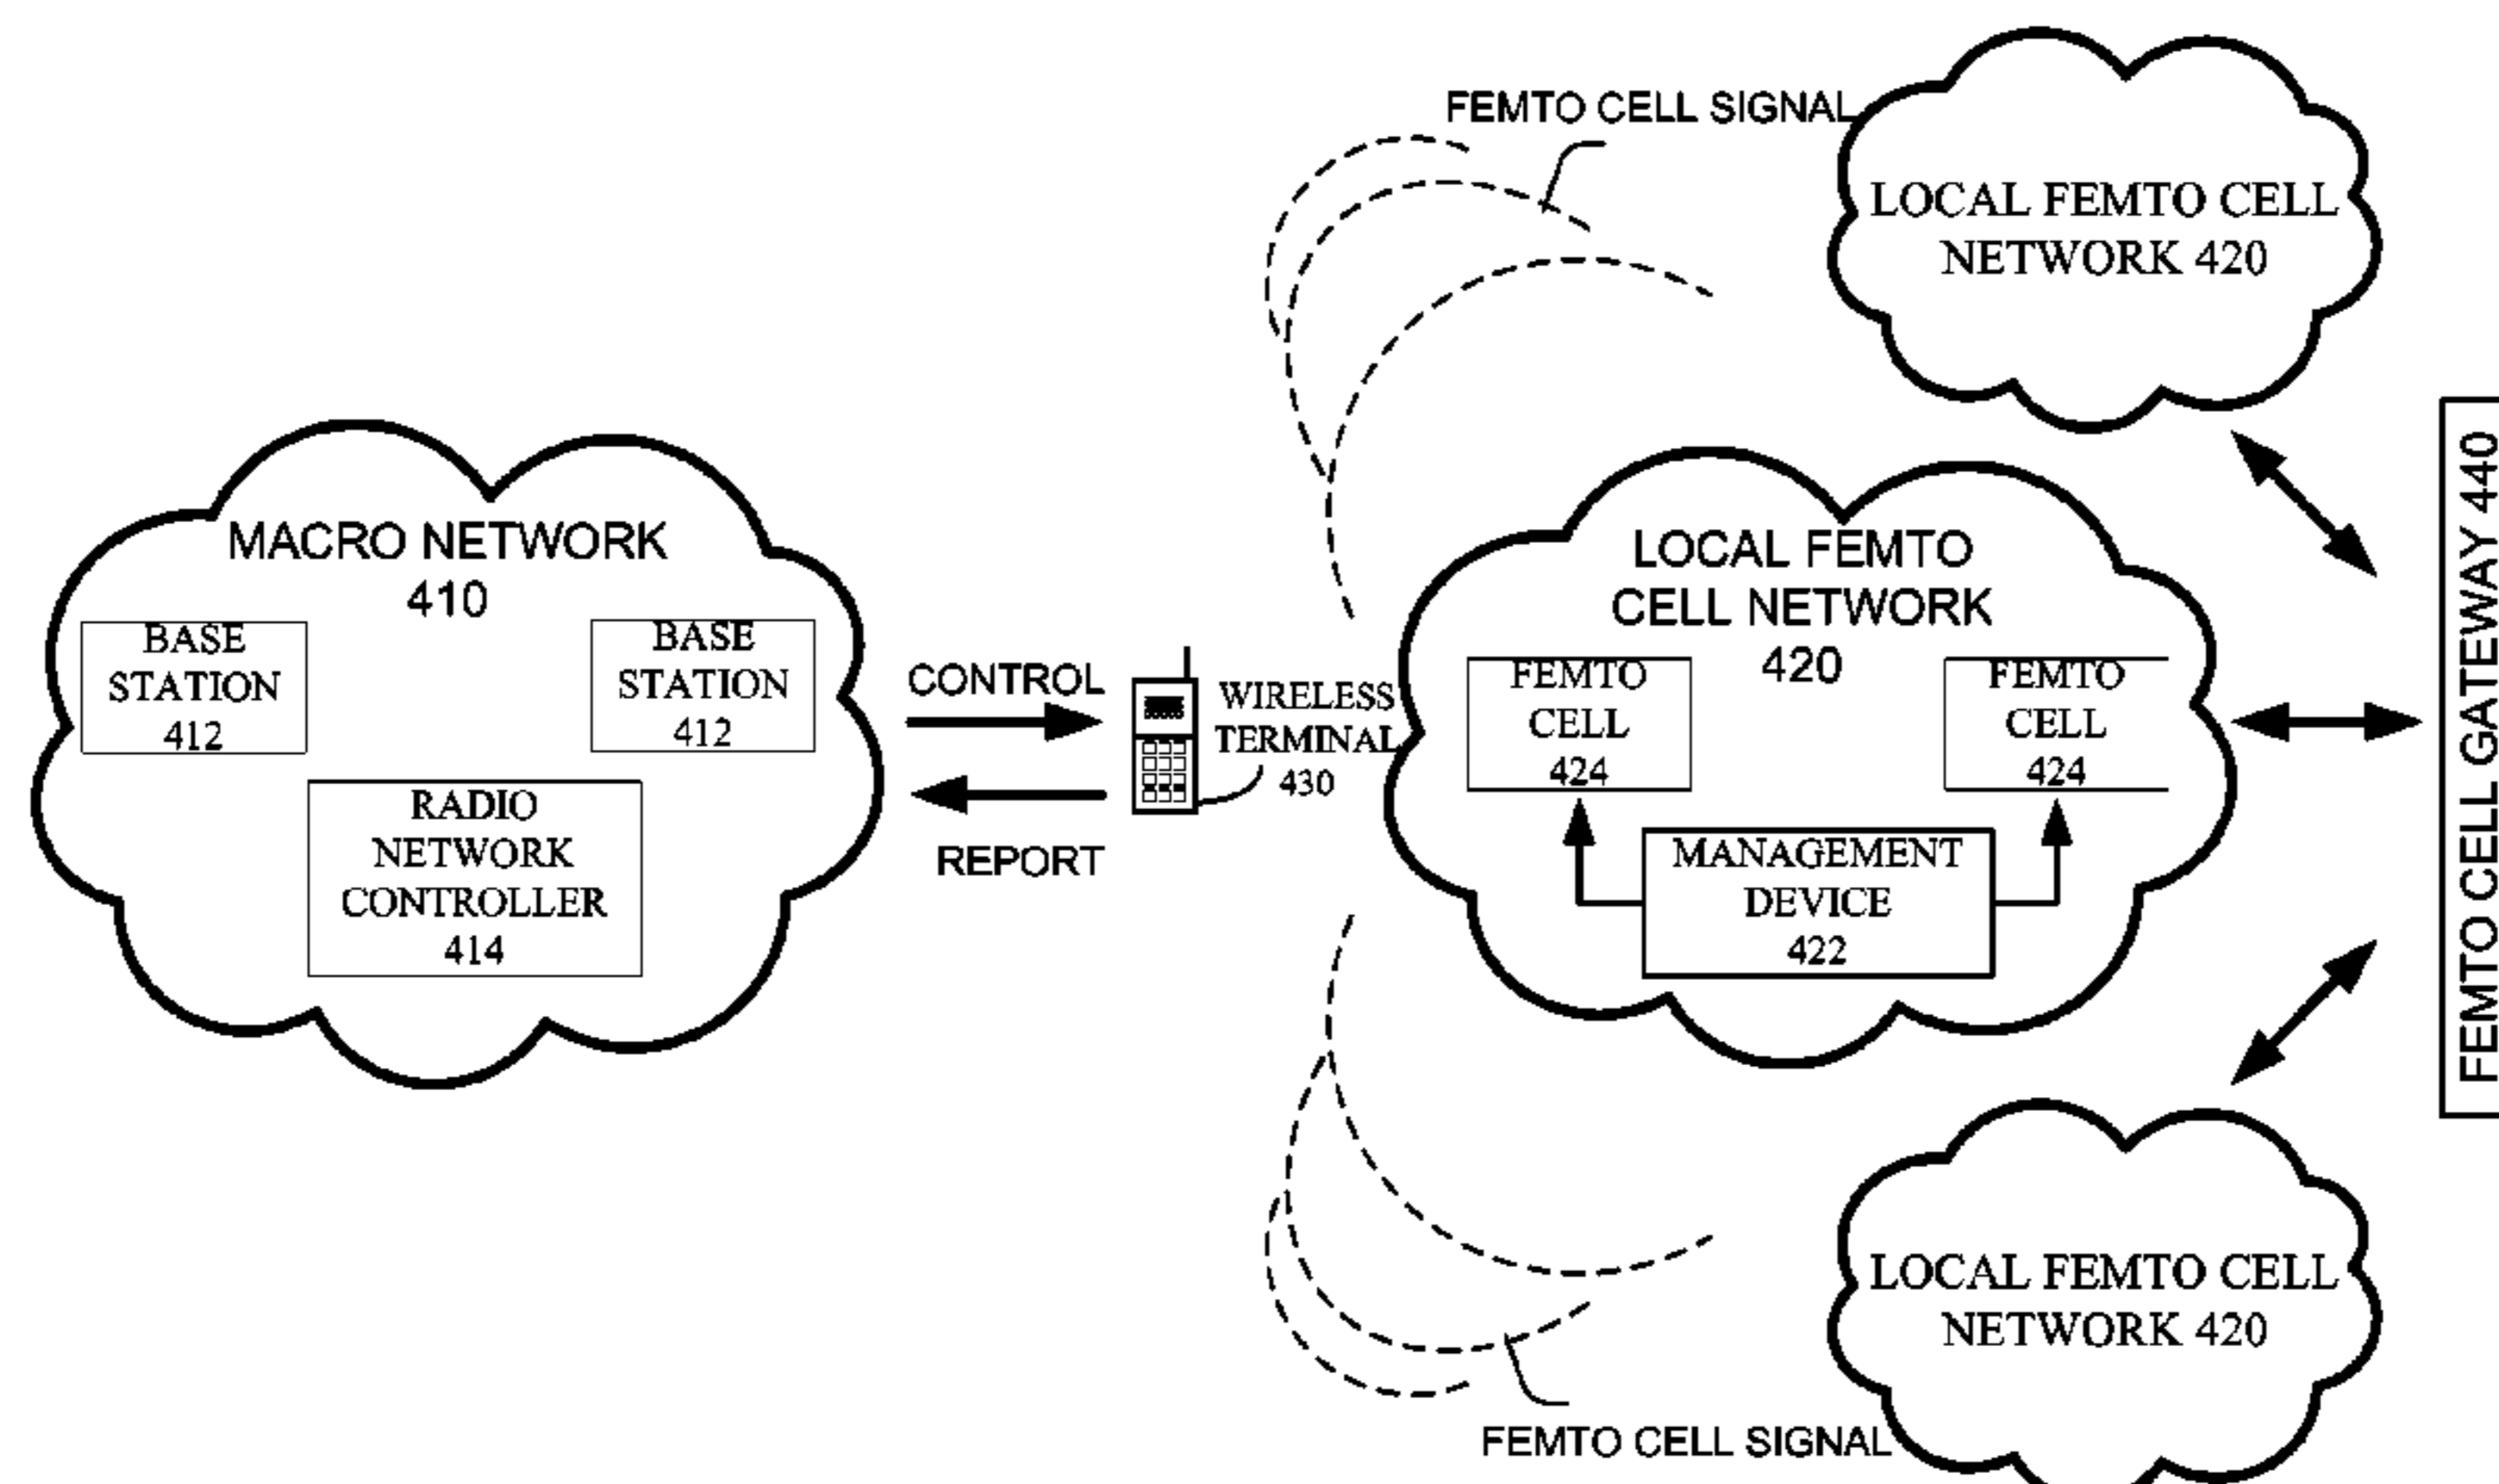 FEMTO CELL SIGNAL
LOCAL FEMTO CELL
NETWORK 420
MACRO NETWORK
410
BASE
STATION
412
BASE
STATION
412
RADIO
NETWORK
CONTROLLER
414
CONTROL
REPORT
WIRELESS
TERMINAL
430
LOCAL FEMTO
CELL NETWORK
420
FEMTO
CELL
424
FEMTO
CELL
424
MANAGEMENT
DEVICE
422
FEMTO CELL GATEWAY 440
LOCAL FEMTO CELL
NETWORK 420
FEMTO CELL SIGNAL